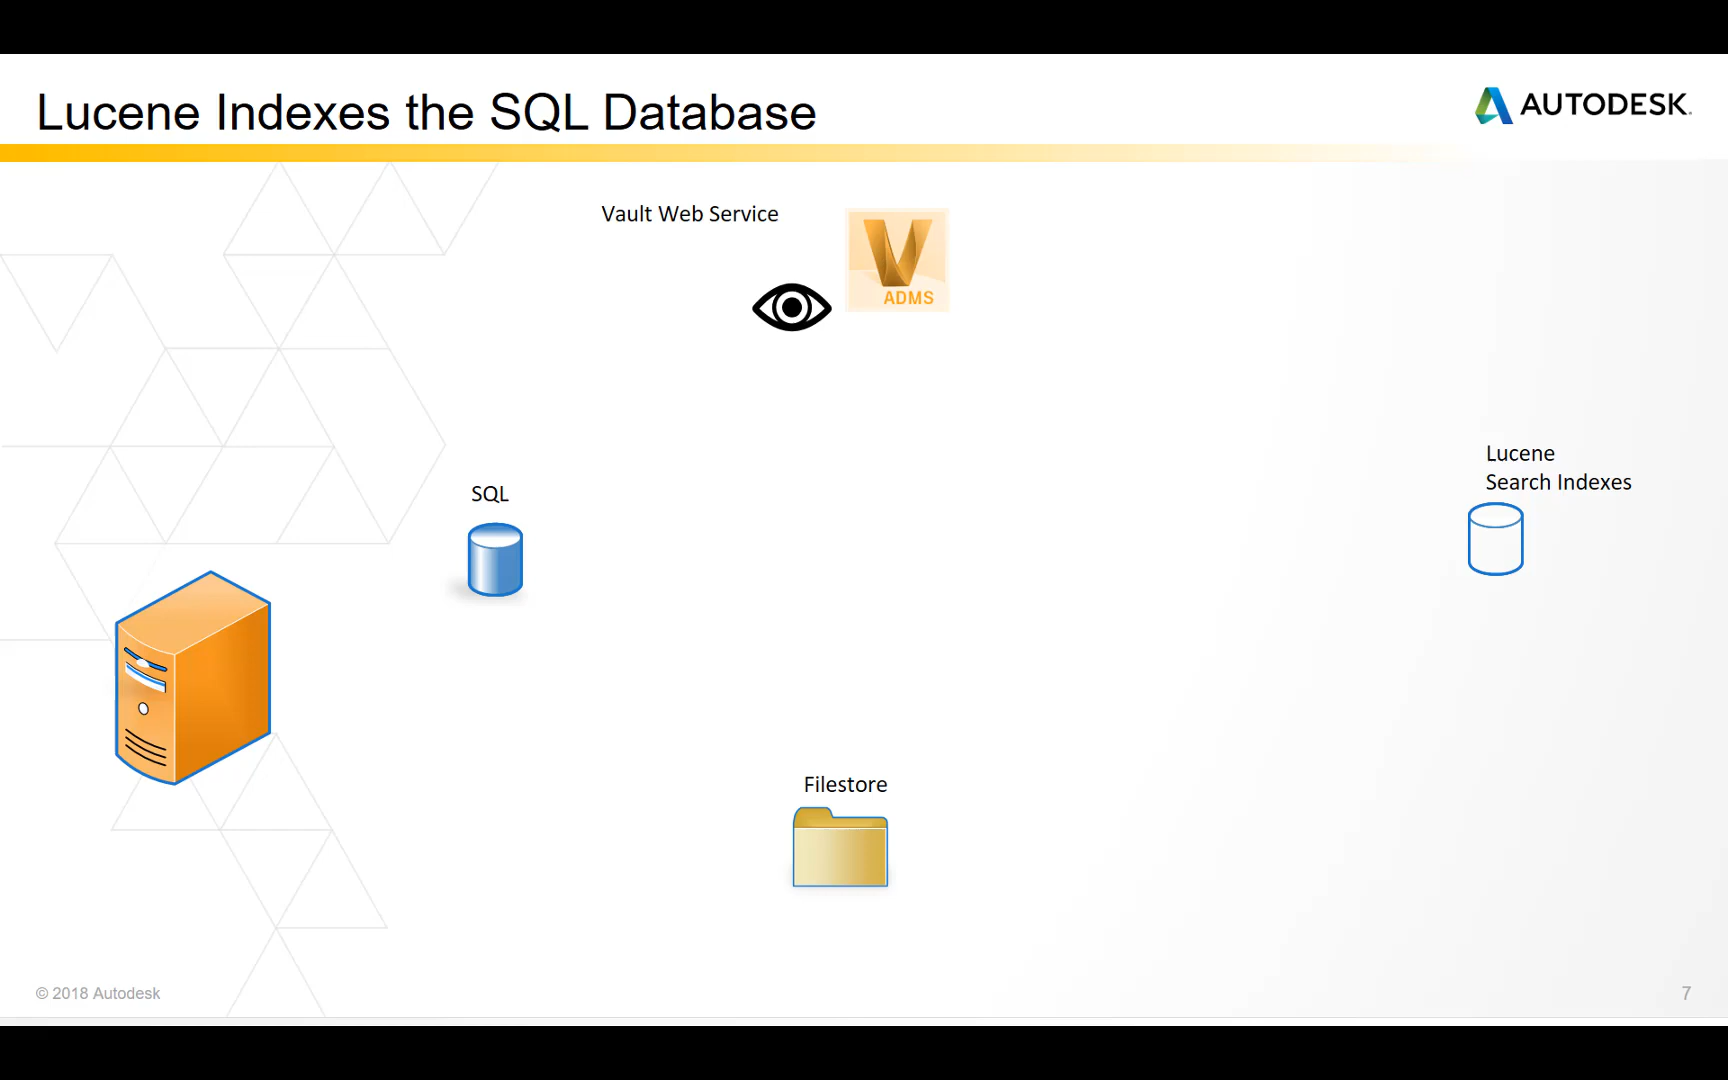 Lucene Indexes the SQL Database
AUTODESK.
Vault Web Service
ADMS
Lucene
Search Indexes
SQL
Filestore
© 2018 Autodesk
7